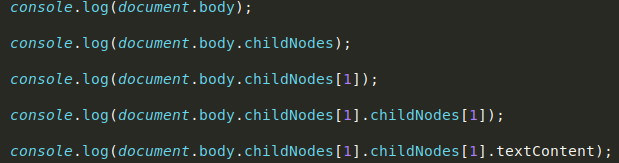 console.log(document.body);
console.log(document.body.childNodes);
console.log(document.body.childNodes[1]);
console.log(document.body.childNodes[1].childNodes[1]);
console.log(document.body.childNodes[1].childNodes[1].textContent);